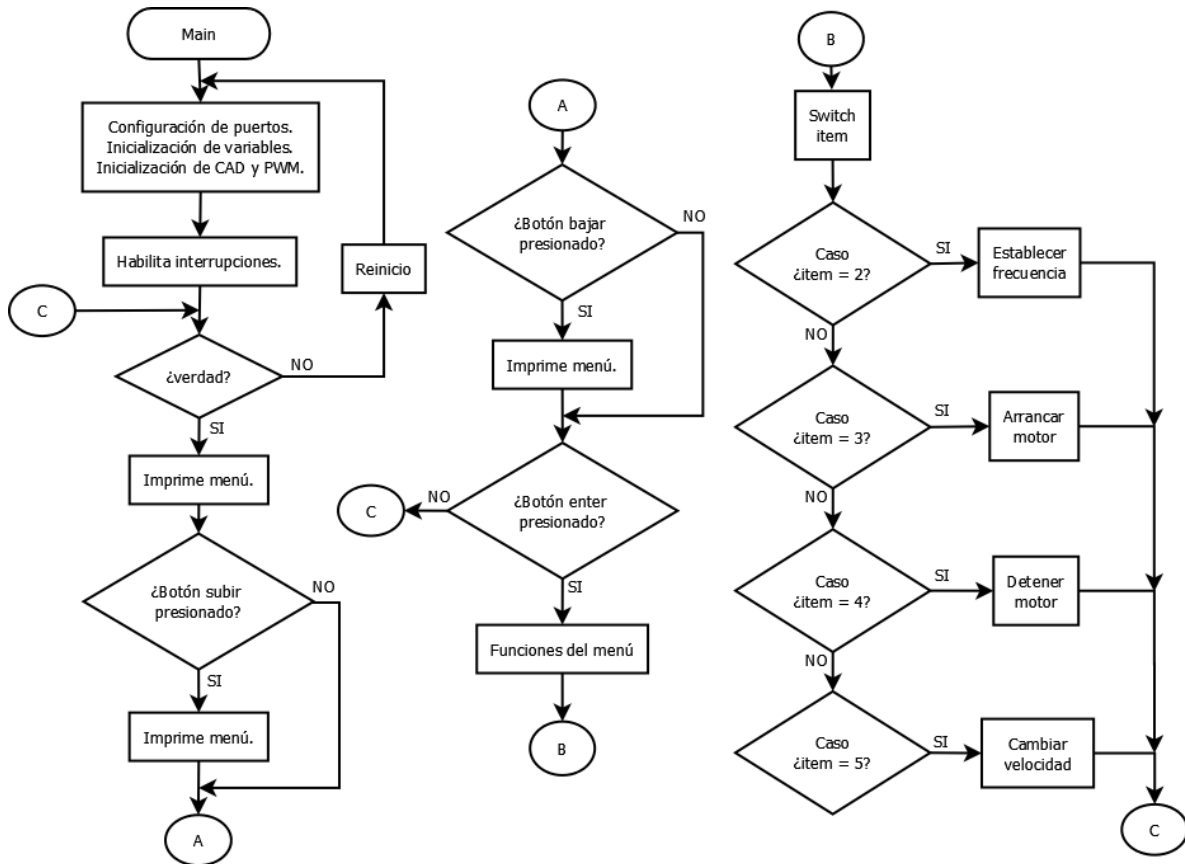 Main
Configuración de puertos.
Inicialización de variables.
Inicialización de CAD y PWM.
Habilita interrupciones.
Reinicio
C
¿verdad?
NO
SI
Imprime menú.
¿Botón subir
presionado?
NO
SI
Imprime menú.
A
A
¿Botón bajar
presionado?
NO
SI
Imprime menú.
¿Botón enter
presionado?
NO
C
SI
Funciones del menú
B
B
Switch
item
Caso
¿item = 2?
SI
Establecer
frecuencia
NO
Caso
¿item = 3?
SI
Arrancar
motor
NO
Caso
¿item = 4?
SI
Detener
motor
NO
Caso
¿item = 5?
SI
Cambiar
velocidad
C